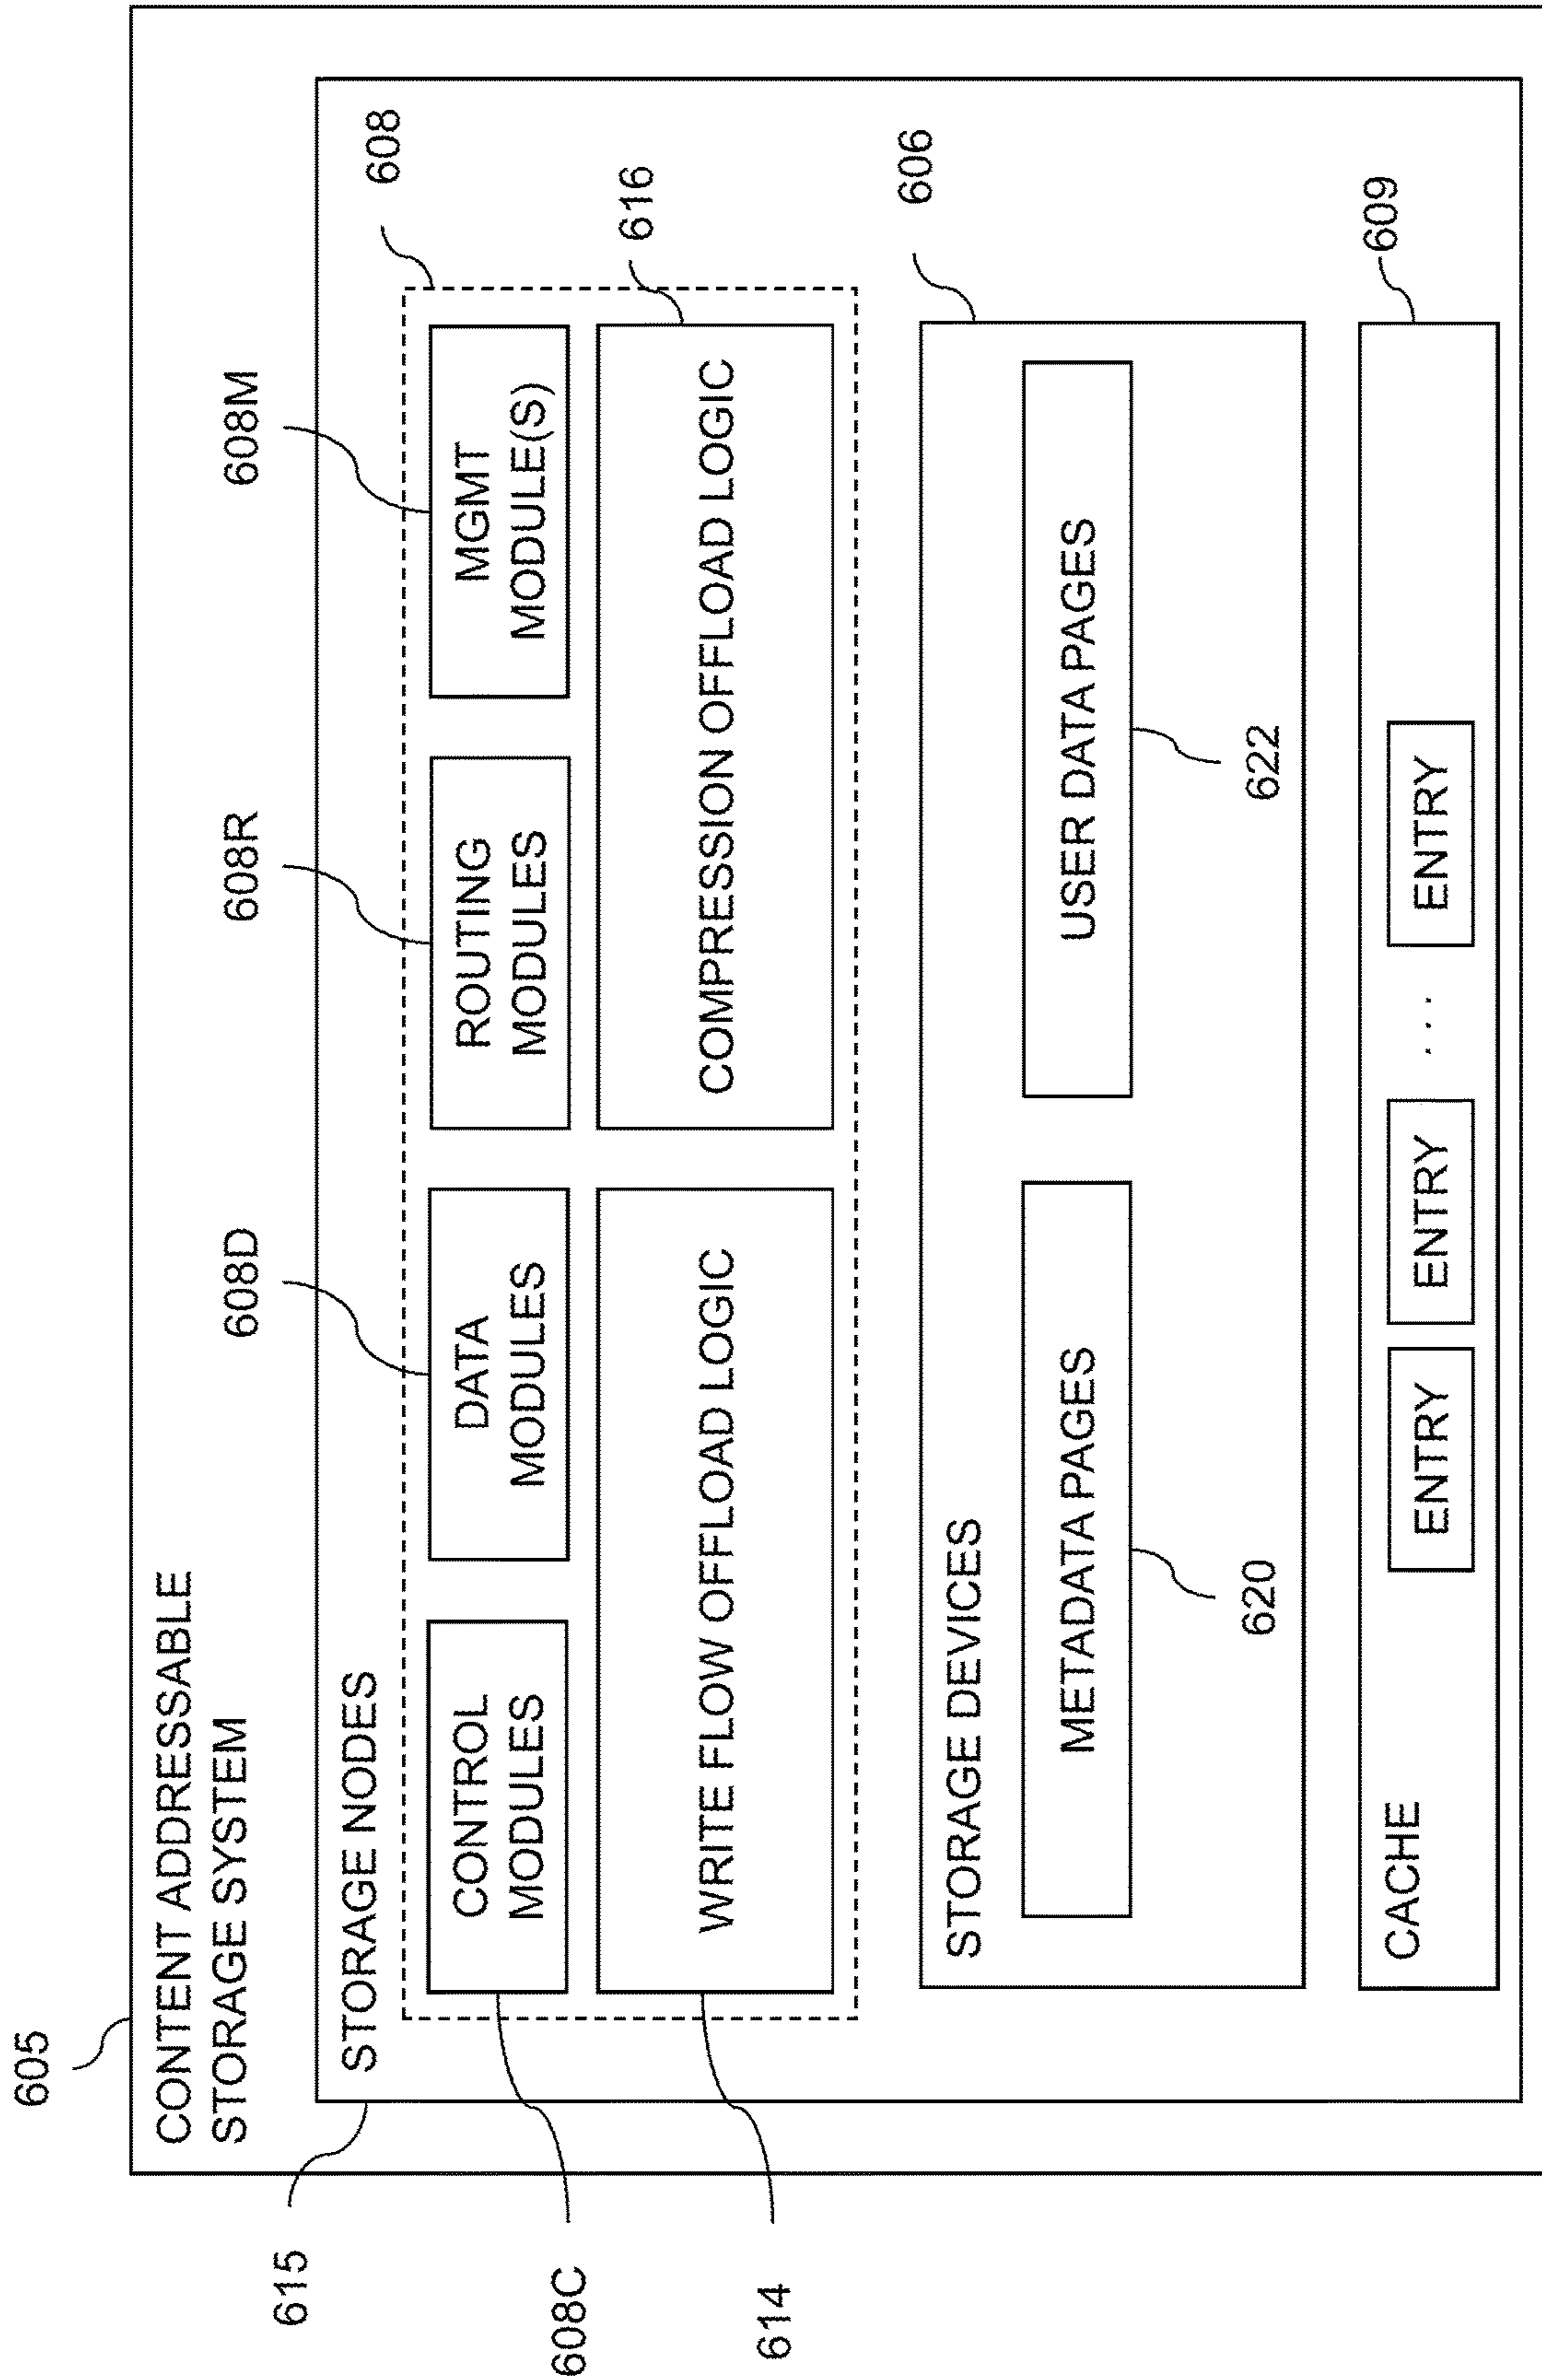 605
CONTENT ADDRESSABLE
STORAGE SYSTEM
615
STORAGE NODES
608D
608R
608M
608
608C
CONTROL
MODULES
DATA
MODULES
ROUTING
MODULES
MGMT
MODULE(S)
616
614
WRITE FLOW OFFLOAD LOGIC
COMPRESSION OFFLOAD LOGIC
606
STORAGE DEVICES
METADATA PAGES
USER DATA PAGES
620
622
609
CACHE
ENTRY
ENTRY
. . .
ENTRY